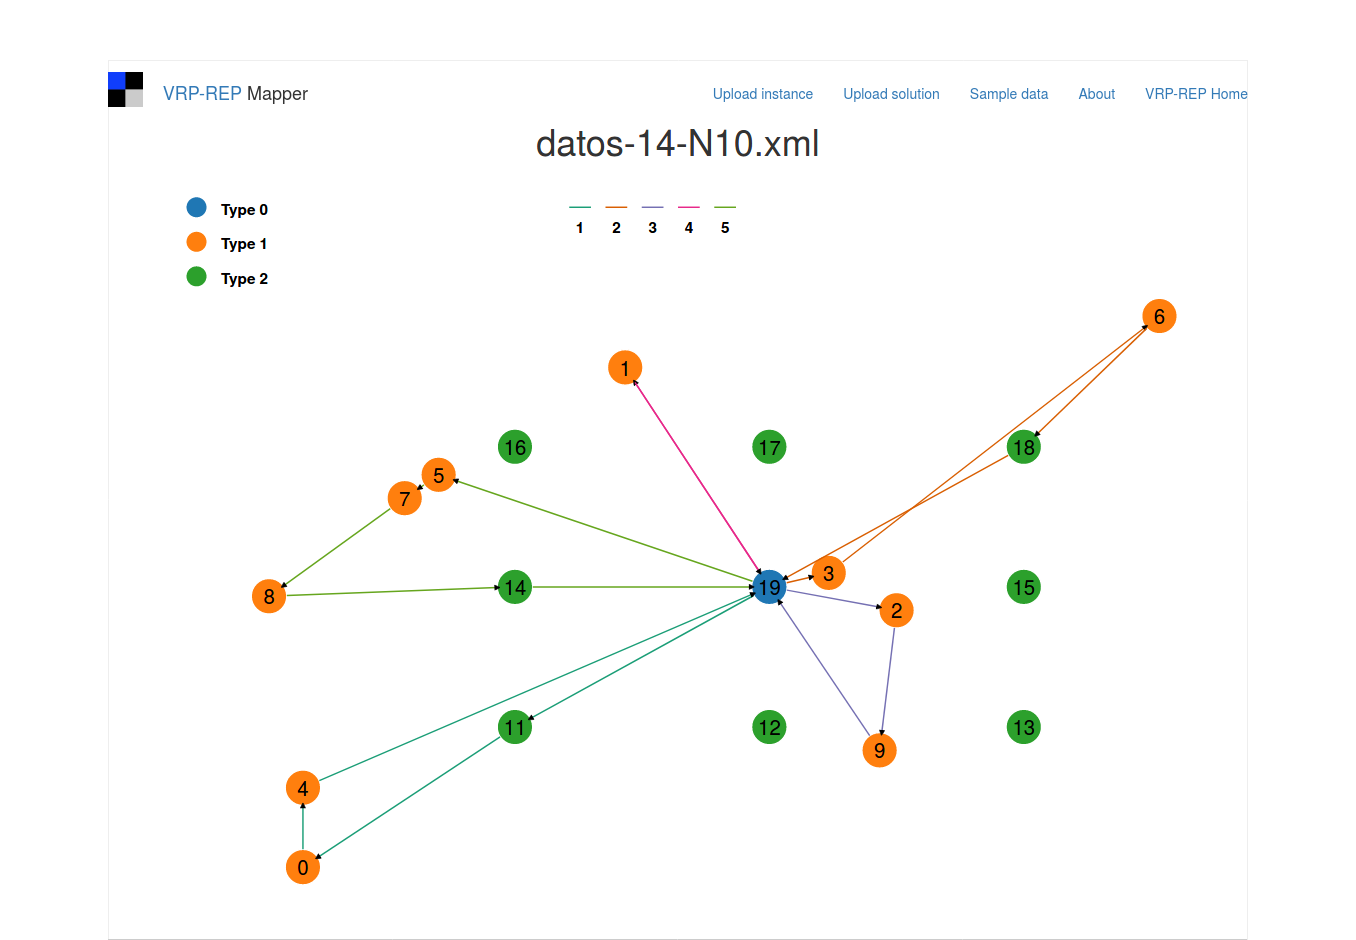 VRP-REP Mapper
Upload instance Upload solution Sample data About VRP-REP Home
datos-14-N10.xml
Type 0
Type 1
Type 2
1 2 3 4 5
6
1
16 17 18
5
7
3
8 14 19 15
2
11 12 13
9
4
0